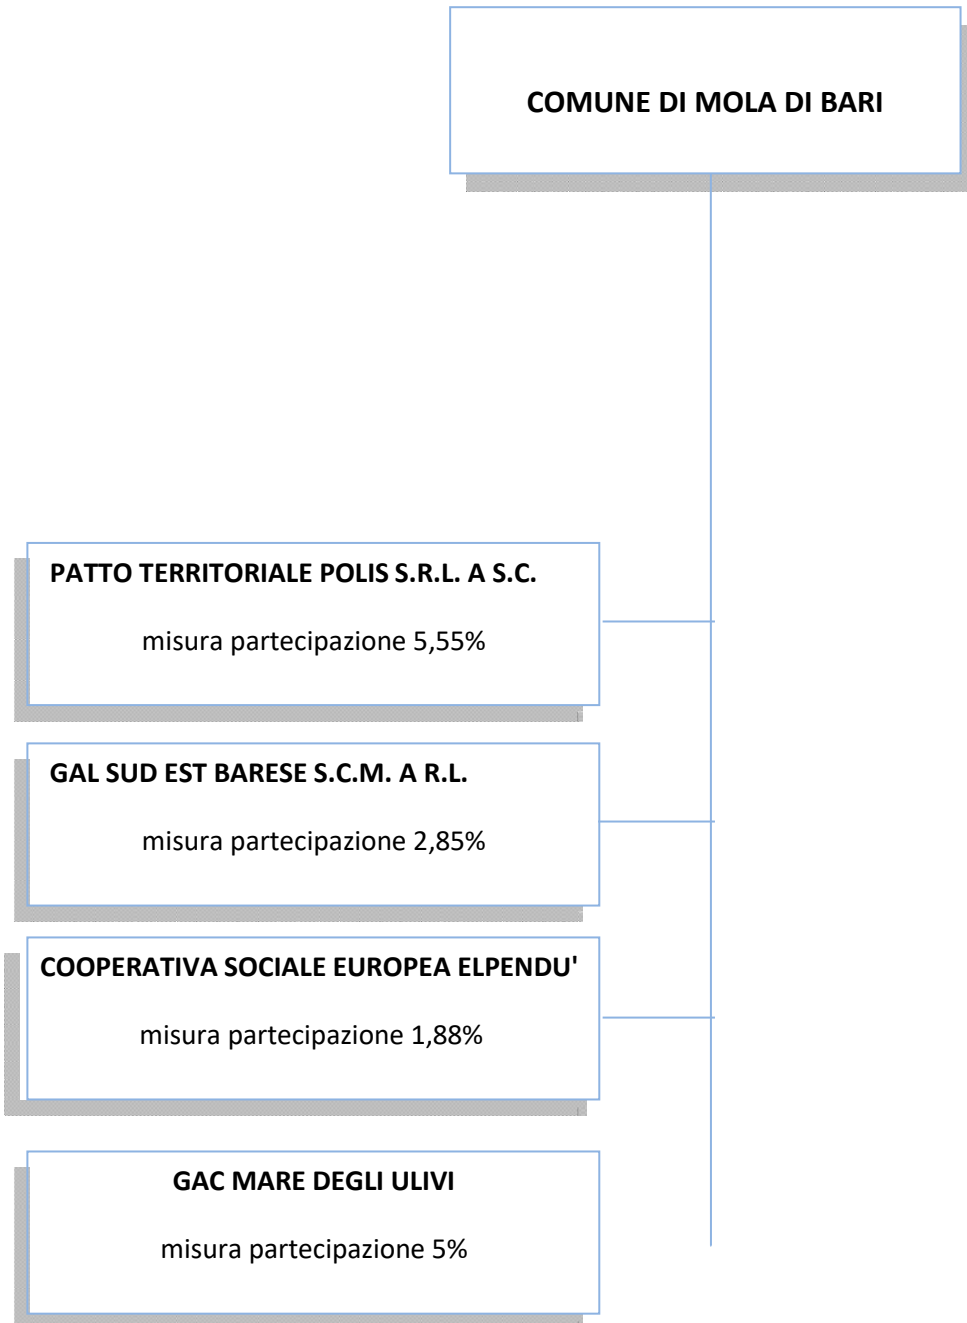 COMUNE DI MOLA DI BARI
PATTO TERRITORIALE POLIS S.R.L. A S.C.
misura partecipazione 5,55%
GAL SUD EST BARESE S.C.M. A R.L.
misura partecipazione 2,85%
COOPERATIVA SOCIALE EUROPEA ELPENDU'
misura partecipazione 1,88%
GAC MARE DEGLI ULIVI
misura partecipazione 5%